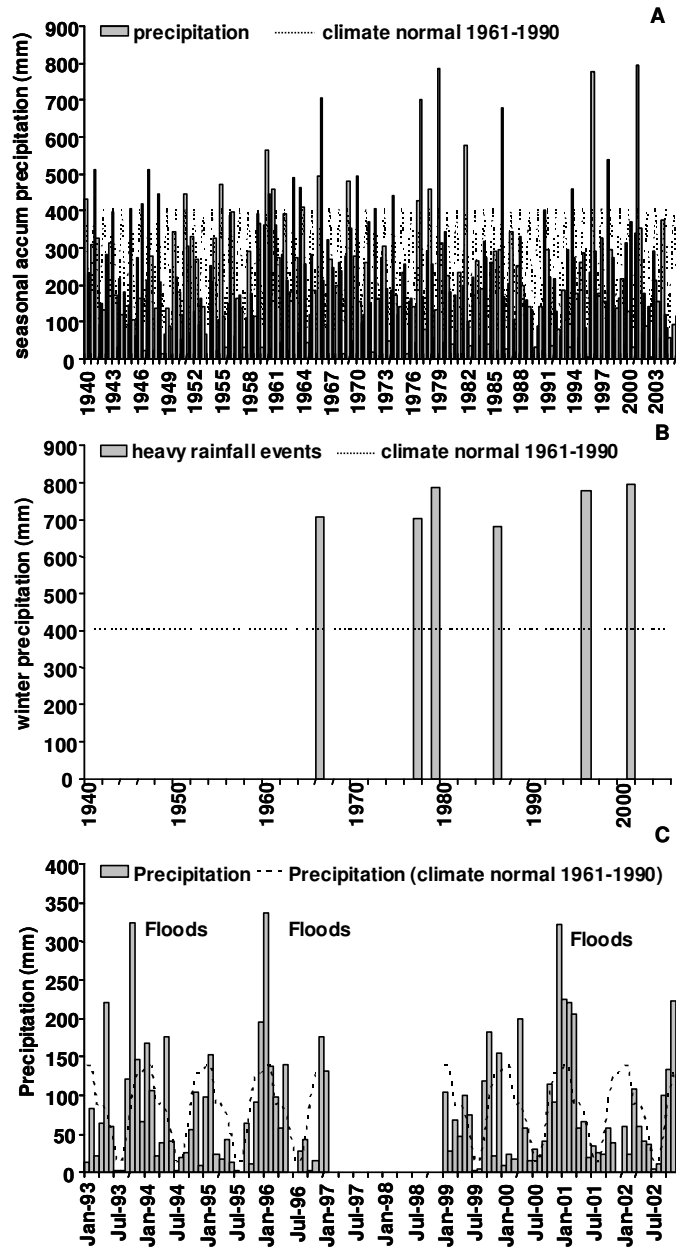 A
precipitation climate normal 1961-1990
seasonal accum precipitation (mm)
900
800
700
600
500
400
300
200
100
0
1940 1943 1946 1949 1952 1955 1958 1961 1964 1967 1970 1973 1976 1979 1982 1985 1988 1991 1994 1997 2000 2003
B
heavy rainfall events climate normal 1961-1990
winter precipitation (mm)
900
800
700
600
500
400
300
200
100
0
1940 1950 1960 1970 1980 1990 2000
C
Precipitation Precipitation (climate normal 1961-1990)
Precipitation (mm)
400
350
300
250
200
150
100
50
0
Floods Floods Floods
Jan-93 Jul-93 Jan-94 Jul-94 Jan-95 Jul-95 Jan-96 Jul-96 Jan-97 Jul-97 Jan-98 Jul-98 Jan-99 Jul-99 Jan-00 Jul-00 Jan-01 Jul-01 Jan-02 Jul-02